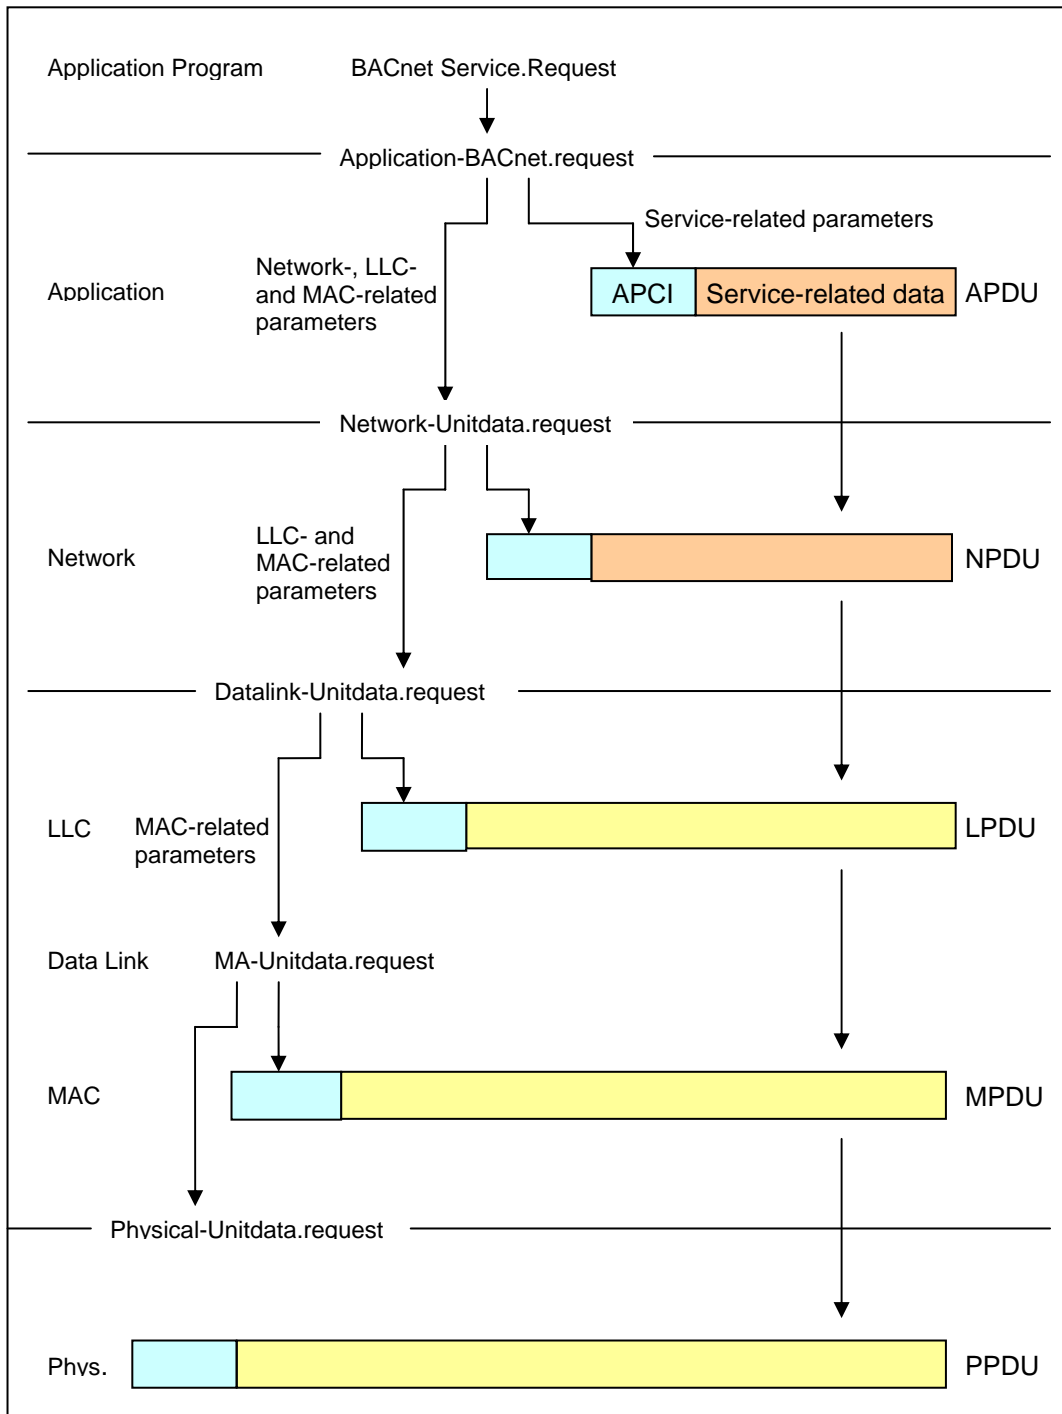 Application Program
BACnet Service.Request
Application-BACnet.request
Service-related parameters
Network-, LLC-
and MAC-related
parameters
Application
APCI
Service-related data
APDU
Network-Unitdata.request
LLC- and
MAC-related
parameters
Network
NPDU
Datalink-Unitdata.request
LLC
MAC-related
parameters
LPDU
Data Link
MA-Unitdata.request
MAC
MPDU
Physical-Unitdata.request
Phys.
PPDU